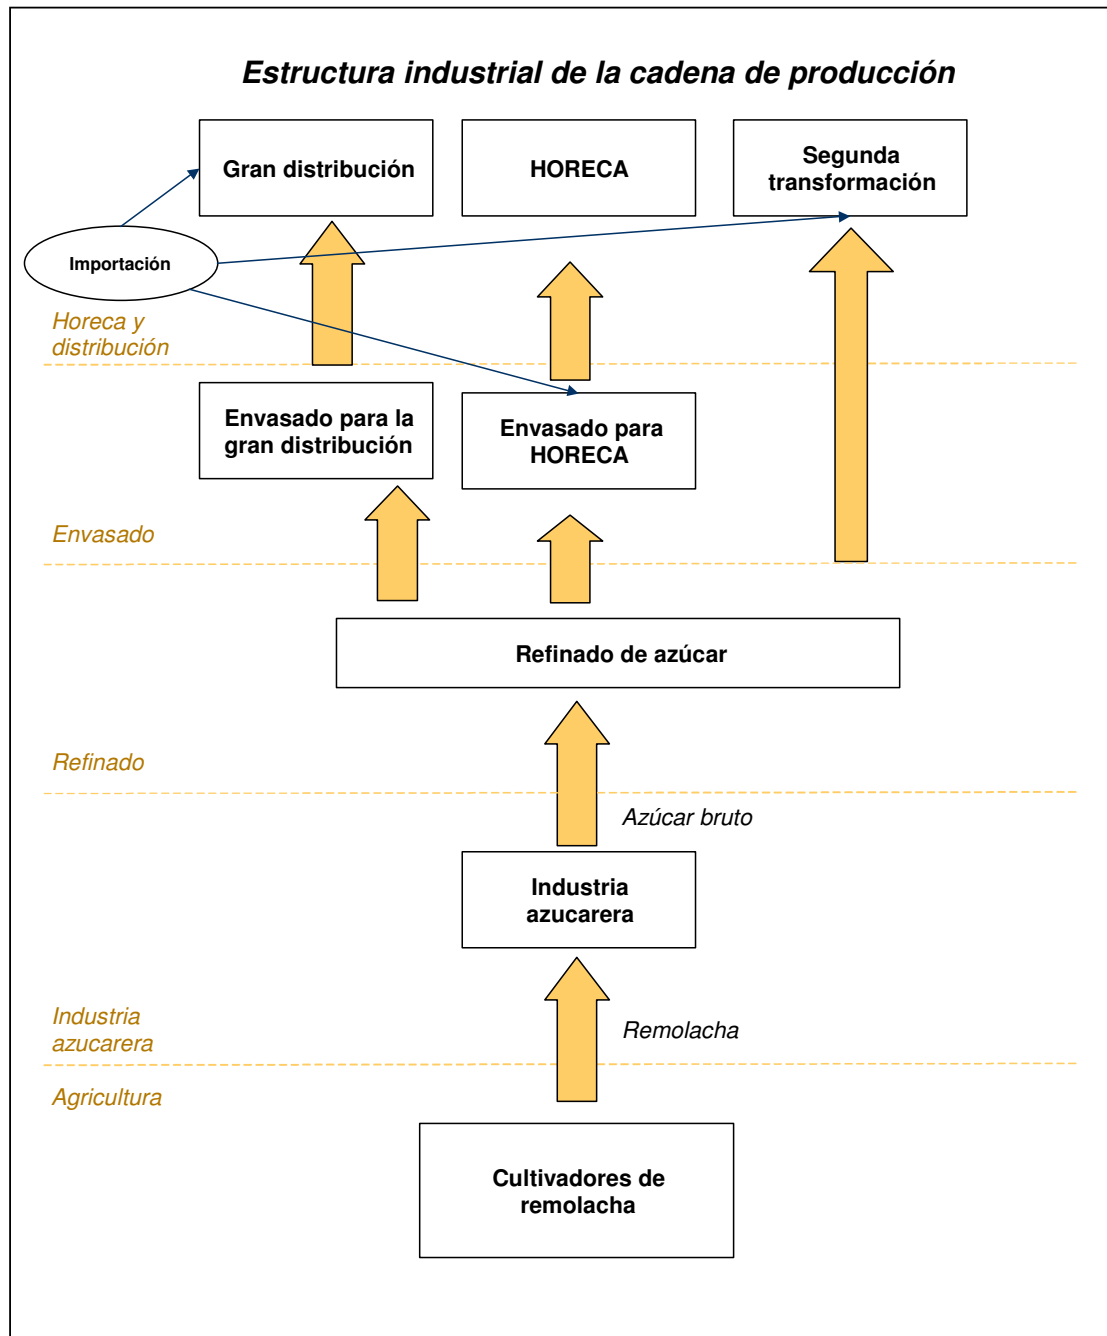 Estructura industrial de la cadena de producción
Gran distribución
HORECA
Segunda
transformación
Importación
Horeca y
distribución
Envasado para la
gran distribución
Envasado para
HORECA
Envasado
Refinado de azúcar
Refinado
Azúcar bruto
Industria
azucarera
Industria
azucarera
Remolacha
Agricultura
Cultivadores de
remolacha